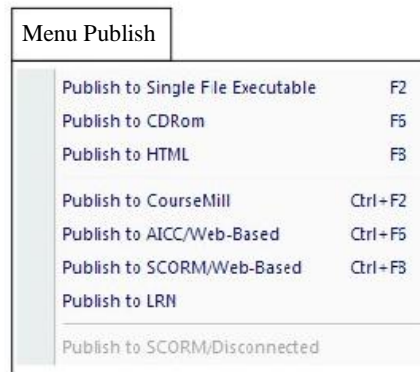 Menu Publish
Publish to Single File Executable F2
Publish to CDRom F6
Publish to HTML F8
Publish to CourseMill Ctrl+F2
Publish to AICC/Web-Based Ctrl+F6
Publish to SCORM/Web-Based Ctrl+F8
Publish to LRN
Publish to SCORM/Disconnected